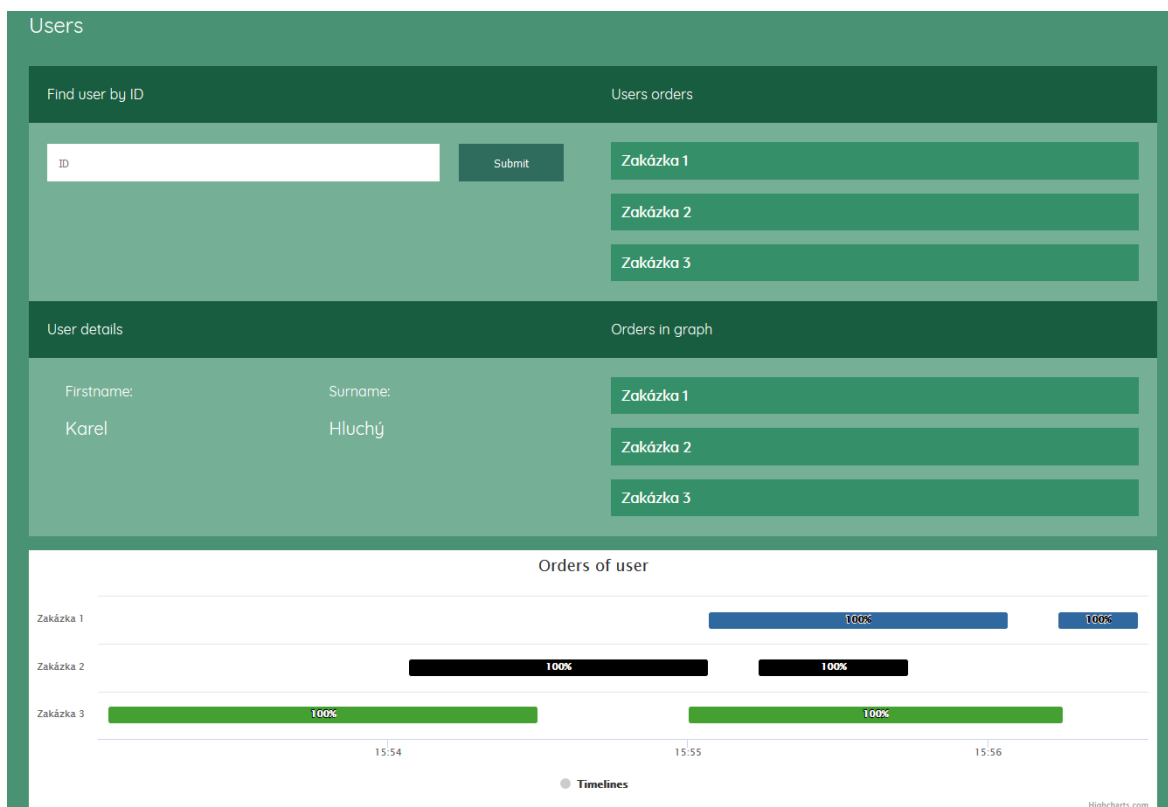 Users
Find user by ID
ID
Submit
Users orders
Zakázka 1
Zakázka 2
Zakázka 3
User details
Firstname:
Surname:
Karel
Hluchý
Orders in graph
Zakázka 1
Zakázka 2
Zakázka 3
Orders of user
Zakázka 1
100%
100%
Zakázka 2
100%
100%
Zakázka 3
100%
100%
15:54
15:55
15:56
Timelines
Highcharts.com